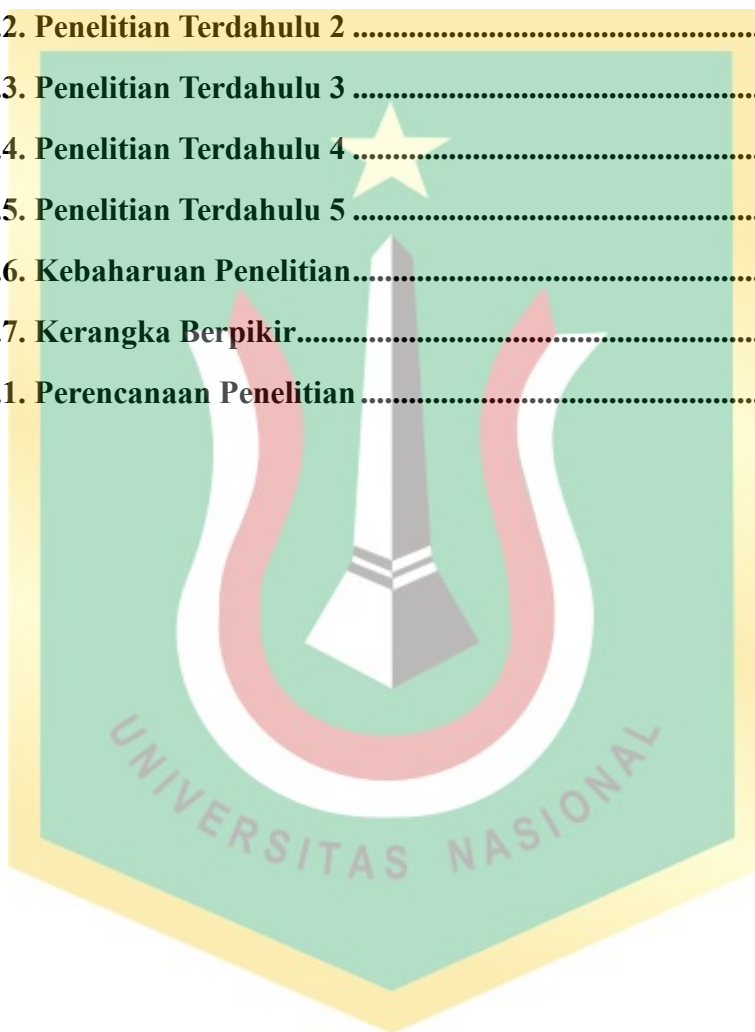 .2. Penelitian Terdahulu 2 ........................................................
.3. Penelitian Terdahulu 3 ........................................................
.4. Penelitian Terdahulu 4 ........................................................
.5. Penelitian Terdahulu 5 ........................................................
.6. Kebaharuan Penelitian........................................................
.7. Kerangka Berpikir................................................................
.1. Perencanaan Penelitian .......................................................
UNIVERSITAS NASIONAL